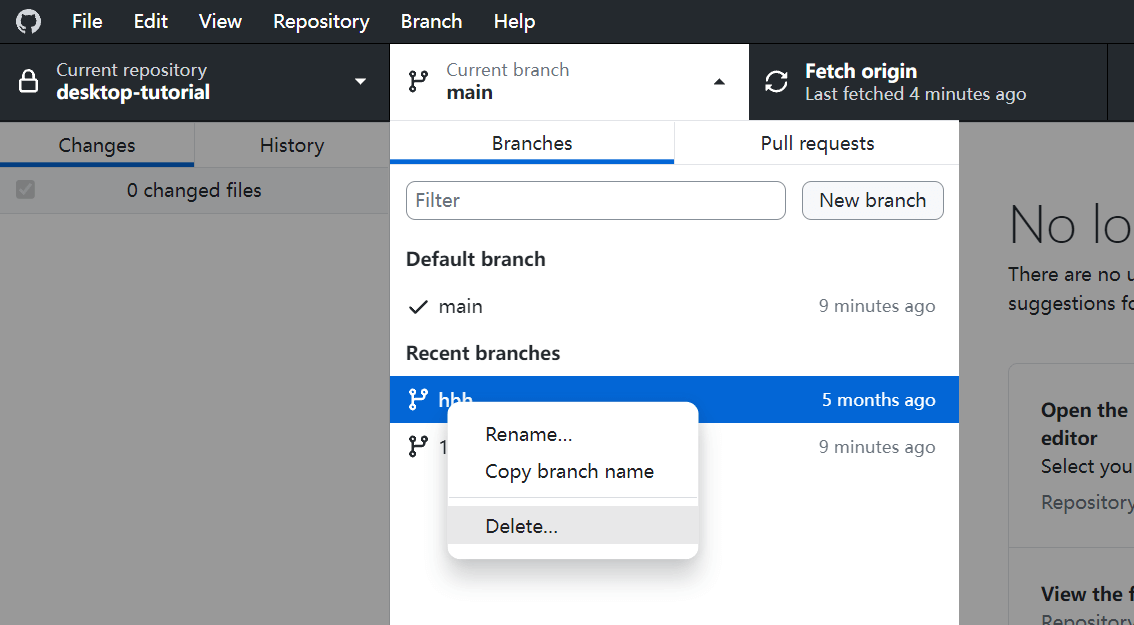 File Edit View Repository Branch Help
Current repository
desktop-tutorial
Current branch
main
Fetch origin
Last fetched 4 minutes ago
Changes History
Branches Pull requests
0 changed files
Filter
New branch
Default branch
main 9 minutes ago
Recent branches
hbh 5 months ago
1 9 minutes ago
Rename...
Copy branch name
Delete...
No lo
There are no u
suggestions fo
Open the
editor
Select you
Repository
View the f
Repository